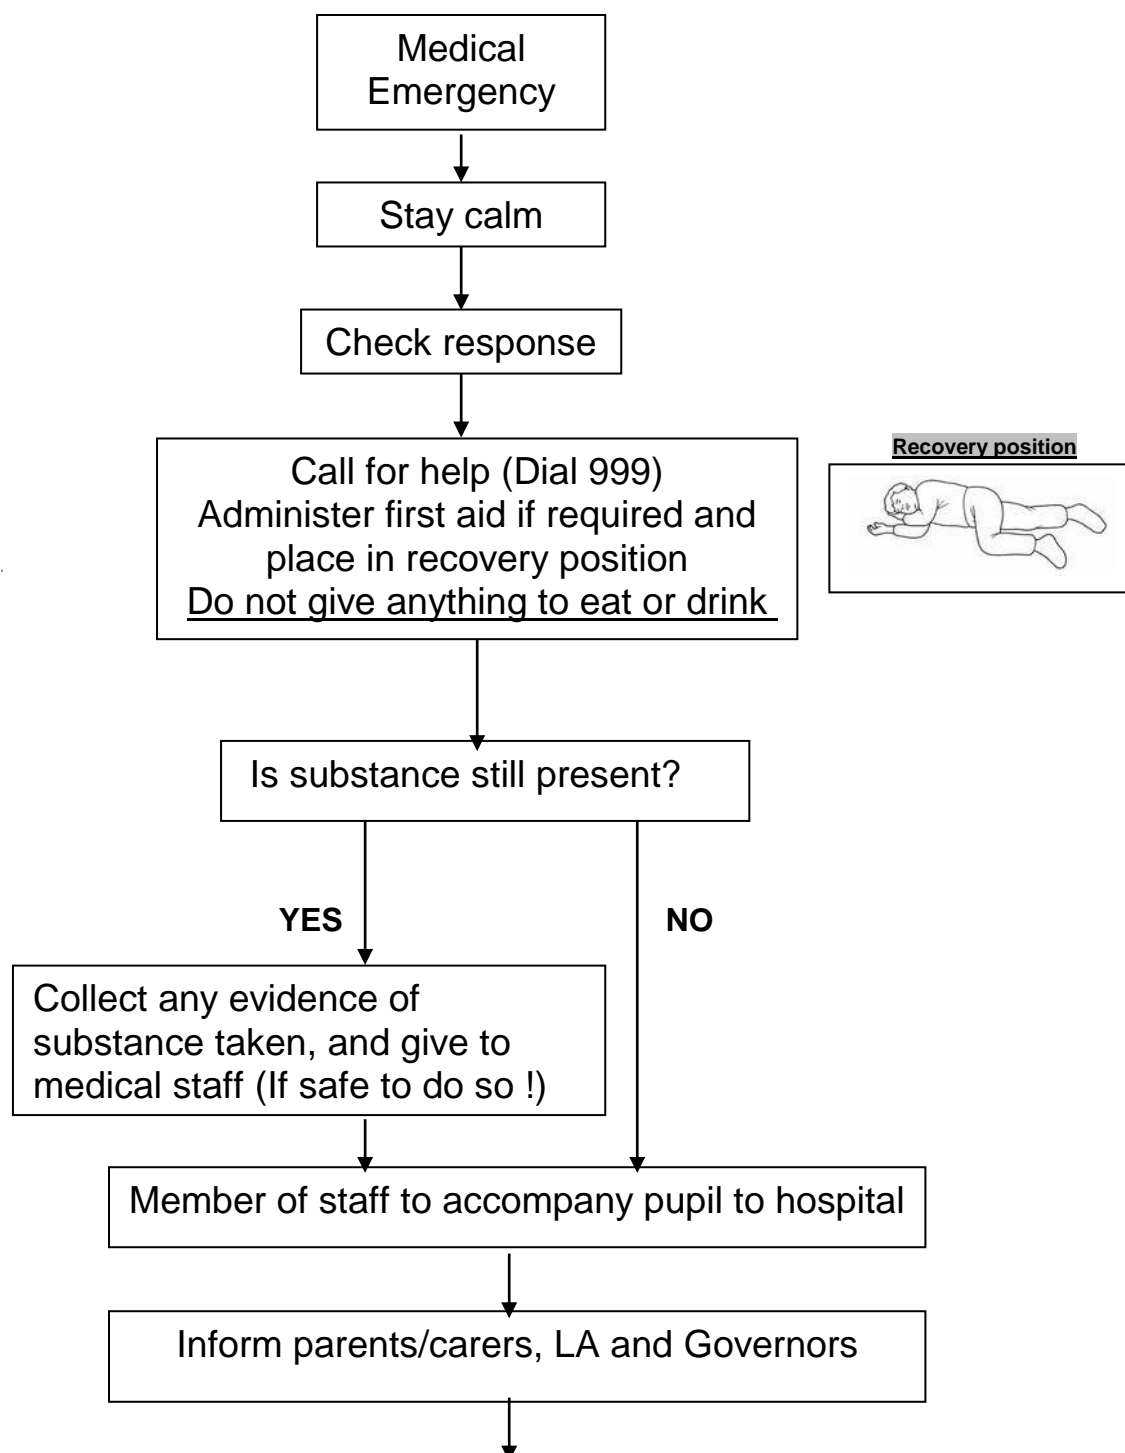 Medical
Emergency
Stay calm
Check response
Call for help (Dial 999)
Administer first aid if required and
place in recovery position
Do not give anything to eat or drink
Recovery position
Is substance still present?
YES
NO
Collect any evidence of
substance taken, and give to
medical staff (If safe to do so !)
Member of staff to accompany pupil to hospital
Inform parents/carers, LA and Governors